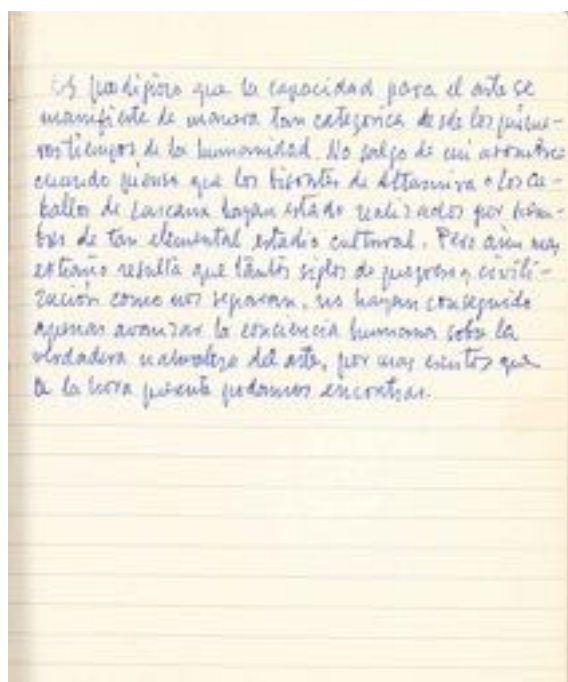 Es prodigioso que la capacidad para el arte se
manifieste de manera tan categórica desde los prime-
ros tiempos de la humanidad. No salgo de mi asombro
cuando pienso que los bisontes de Altamira o los ca-
ballos de Lascaux hayan estado realizados por hom-
bres de tan elemental estadio cultural. Pero aún más
extraño resulta que tantos siglos de progreso y civili-
zación como nos separan, no hayan conseguido
apenas avanzar la conciencia humana sobre la
verdadera naturaleza del arte, por más escritos que
a la hora presente podamos encontrar.